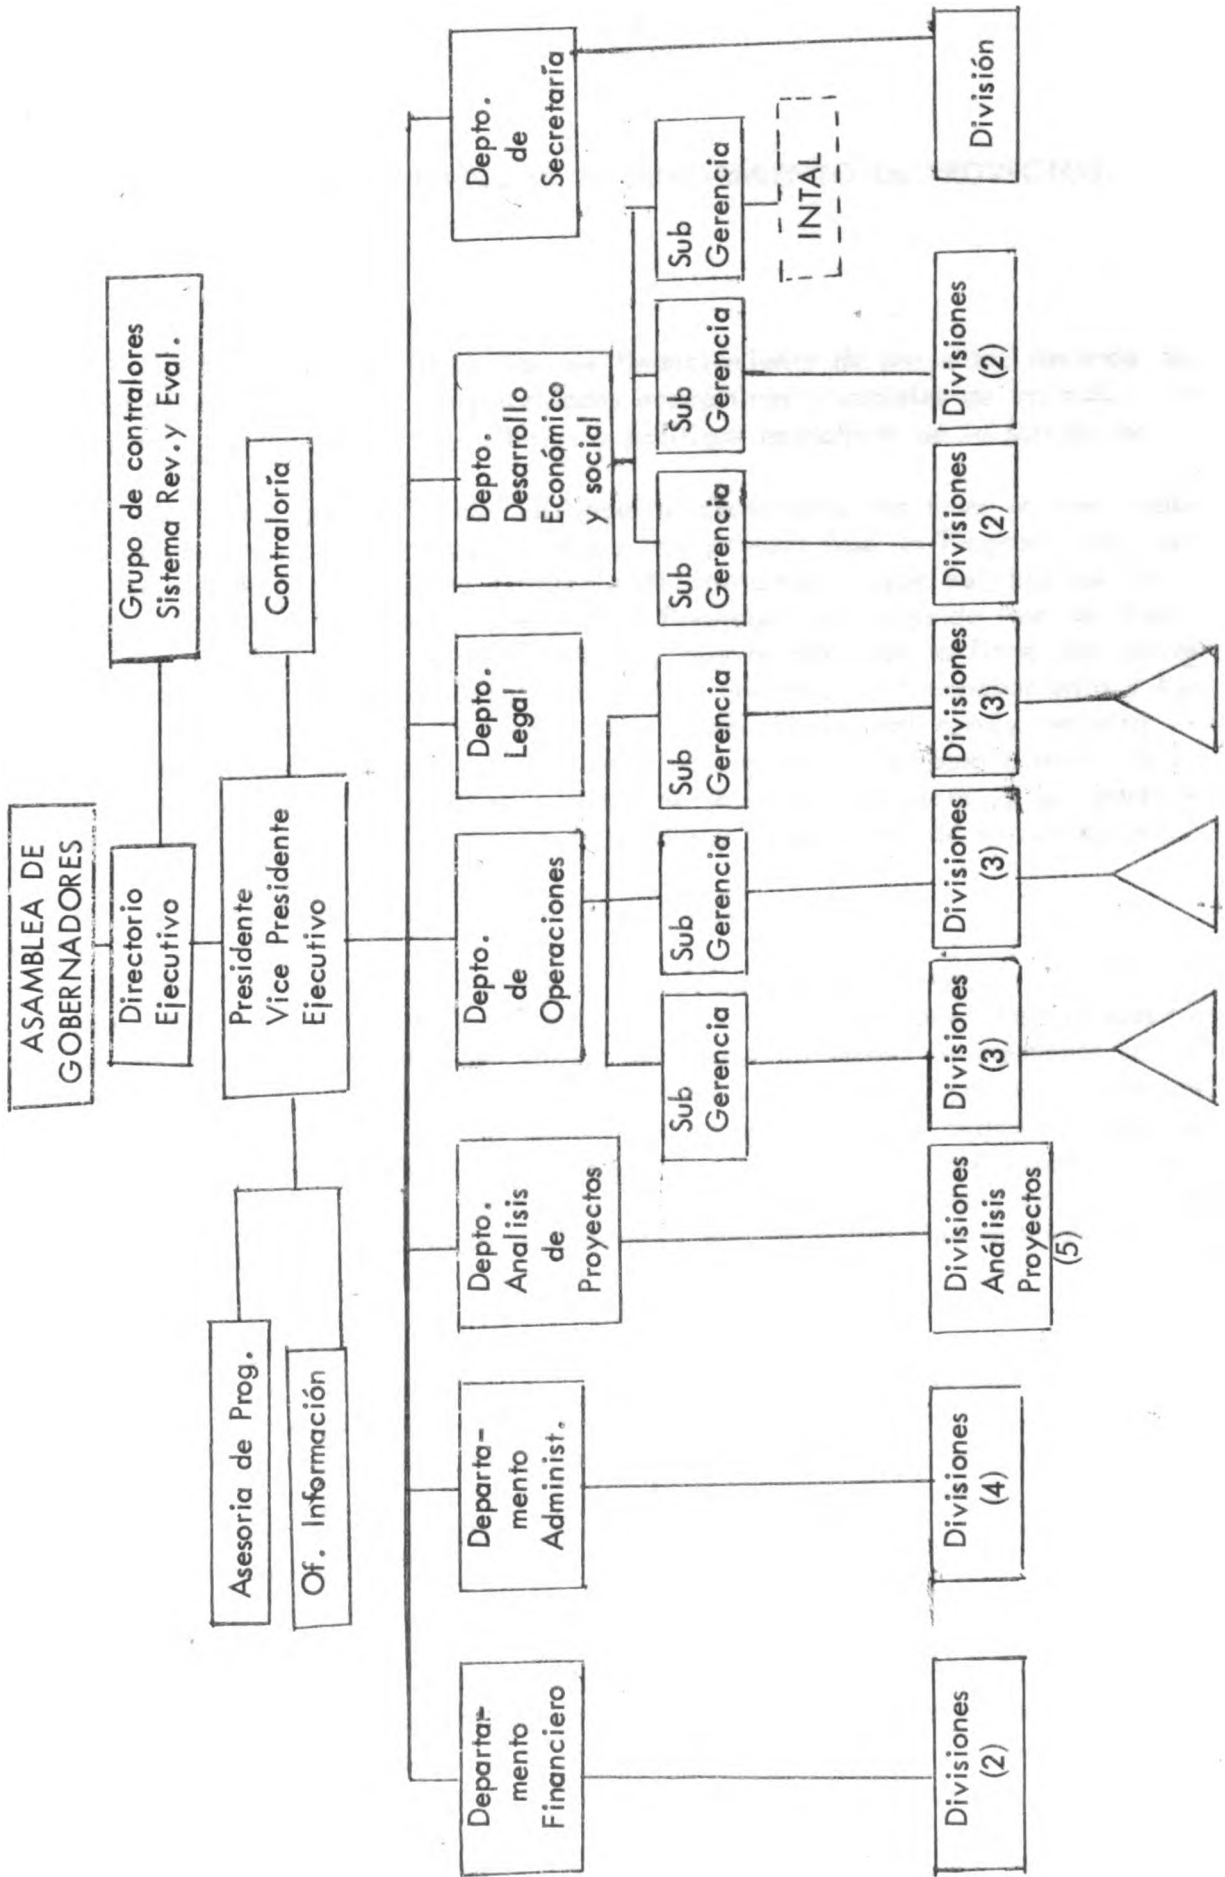 ASAMBLEA DE
GOBERNADORES
Directorio
Ejecutivo
Grupo de contralores
Sistema Rev.y Eval.
Presidente
Vice Presidente
Ejecutivo
Contraloría
Asesoria de Prog.
Of. Información
Departa-
mento
Financiero
Departa-
mento
Administ.
Depto.
Analisis
de
Proyectos
Depto.
de
Operaciones
Depto.
Legal
Depto.
Desarroll.
Económico
y social
Depto.
de
Secretaría
Sub
Gerencia
Sub
Gerencia
Sub
Gerencia
Sub
Gerencia
Sub
Gerencia
Sub
Gerencia
INTAL
Divisiones
(2)
Divisiones
(4)
Divisiones
Análisis
Proyectos
(5)
Divisiones
(3)
Divisiones
(3)
Divisiones
(3)
Divisiones
(2)
Divisiones
(2)
División